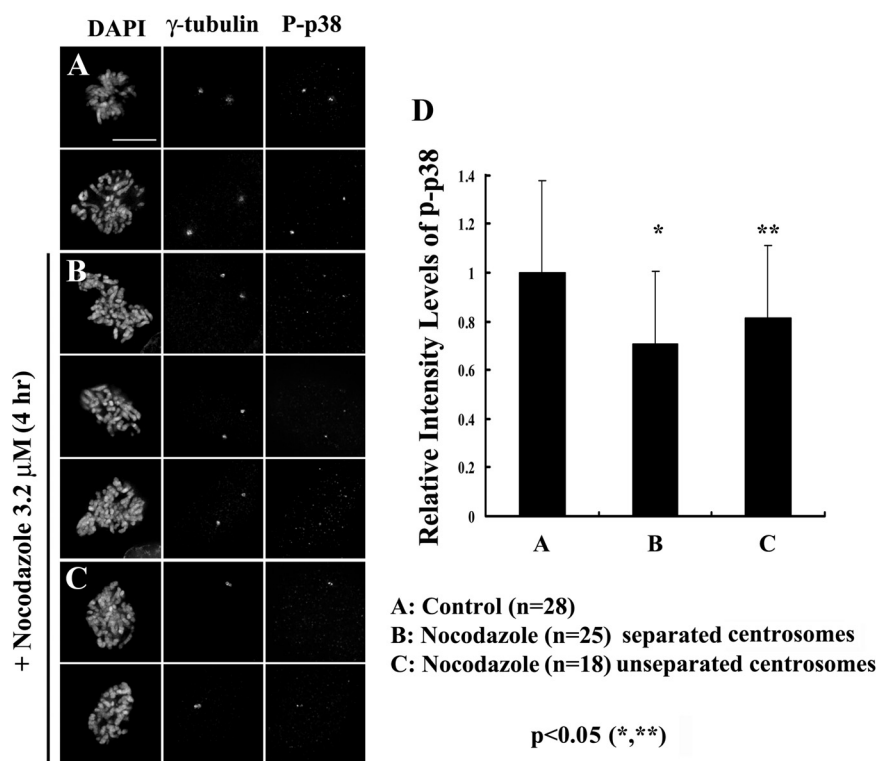 DAPI γ-tubulin P-p38
A
B
C
+ Nocodazole 3.2 µM (4 hr)
D
Relative Intensity Levels of p-p38
1.4
1.2
1
0.8
0.6
0.4
0.2
0
* **
A B C
A: Control (n=28)
B: Nocodazole (n=25) separated centrosomes
C: Nocodazole (n=18) unseparated centrosomes
p<0.05 (*,**)